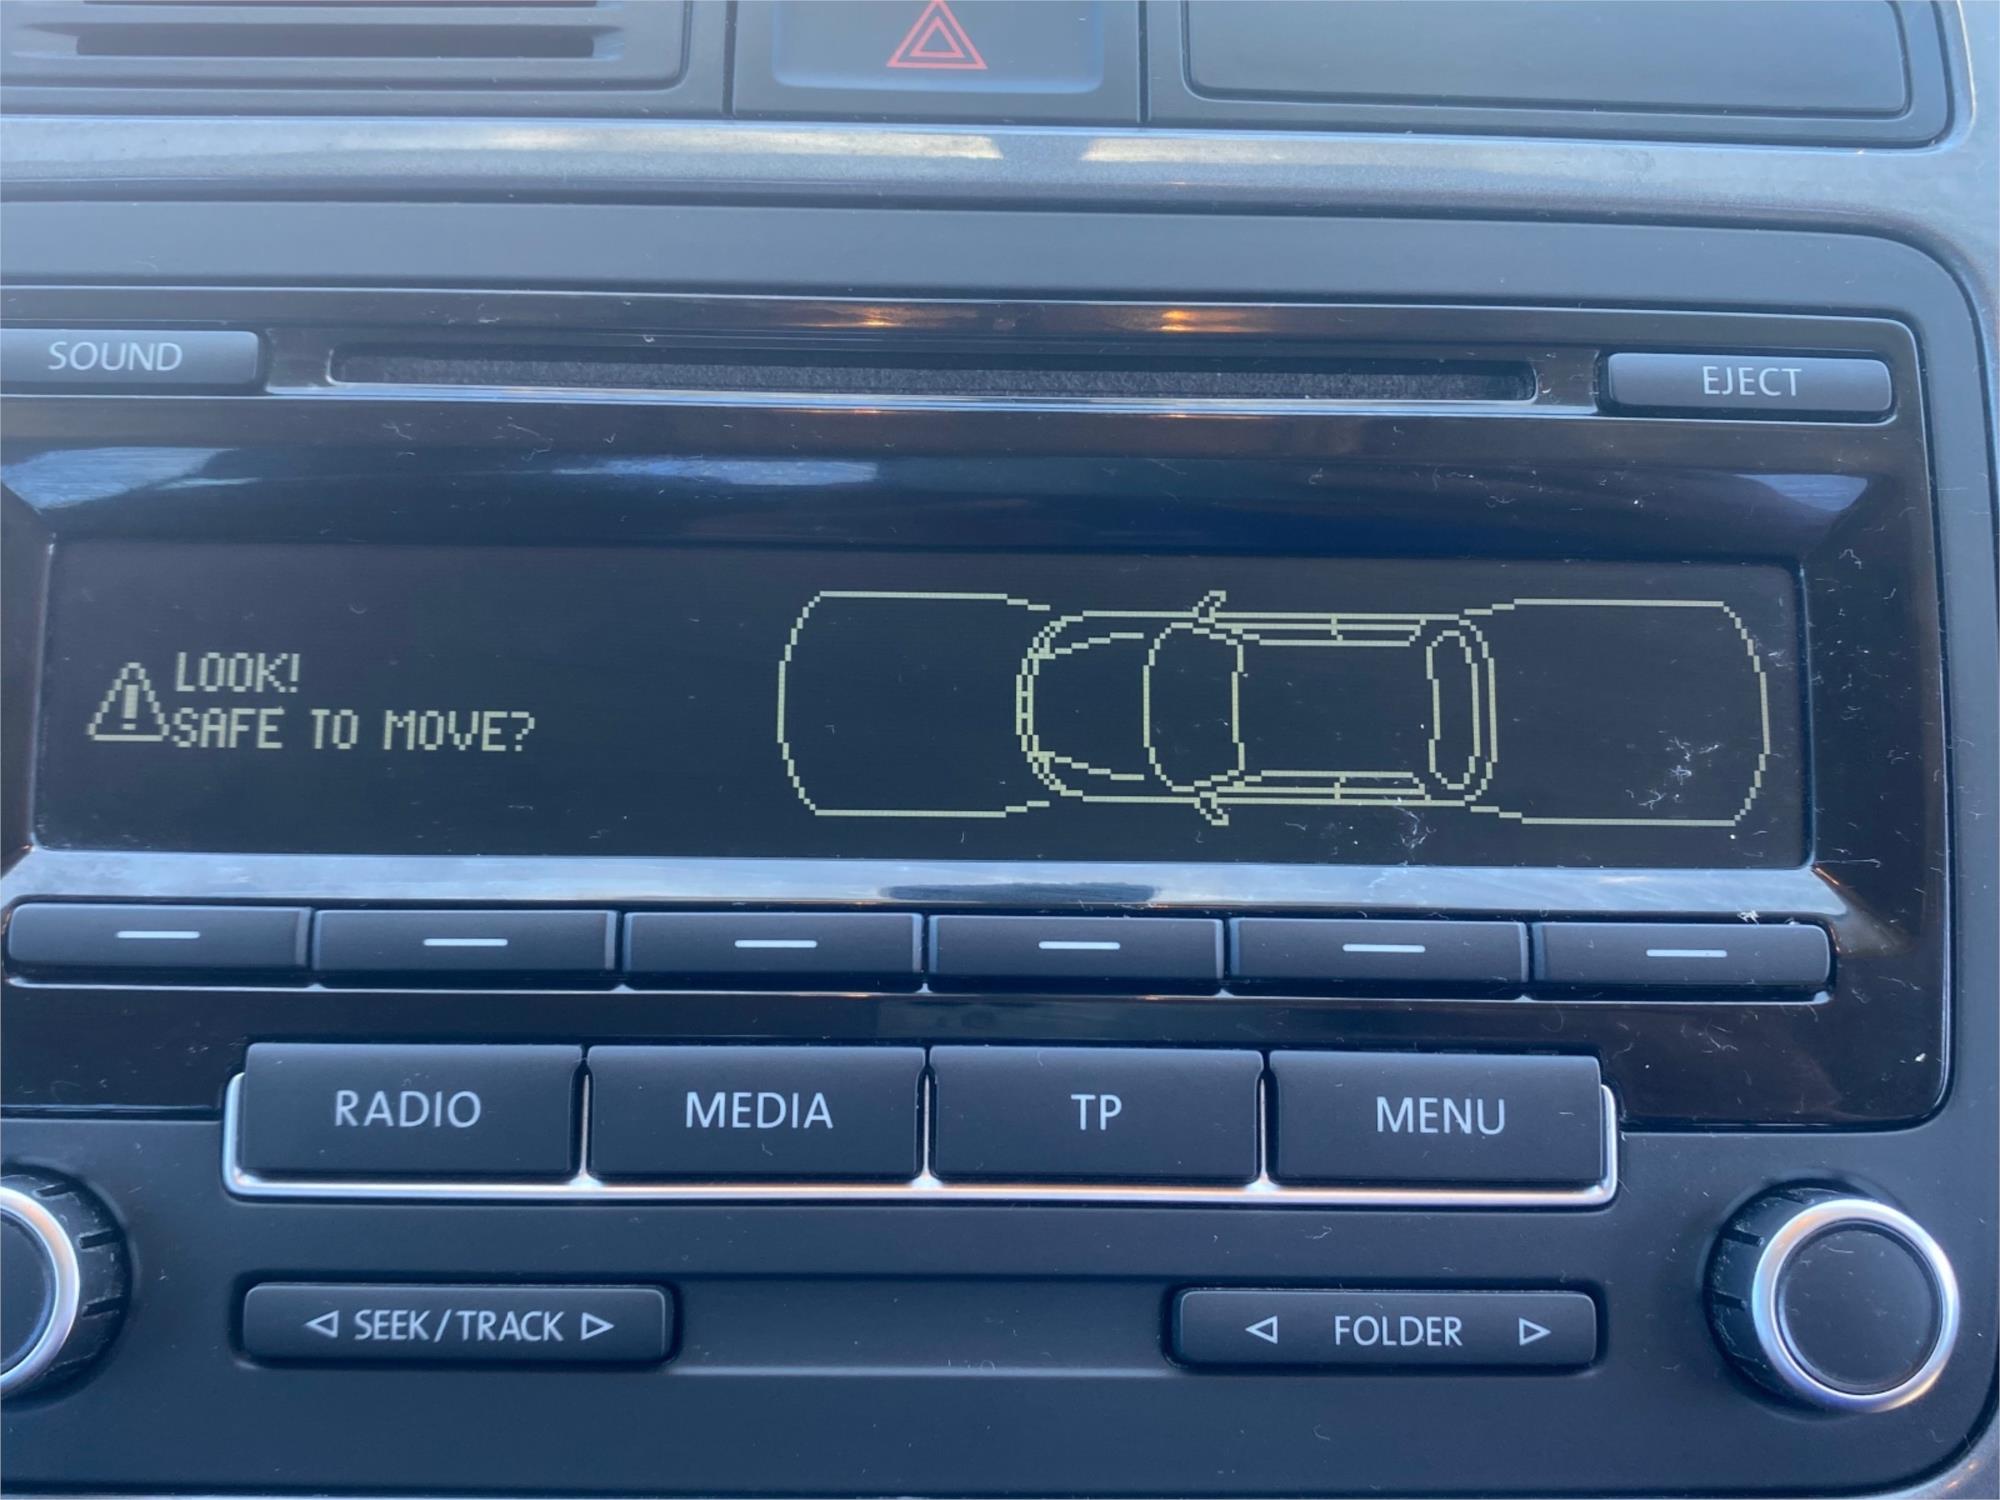 SOUND
EJECT
LOOK!
SAFE TO MOVE?
RADIO
MEDIA
TP
MENU
SEEK/TRACK
FOLDER